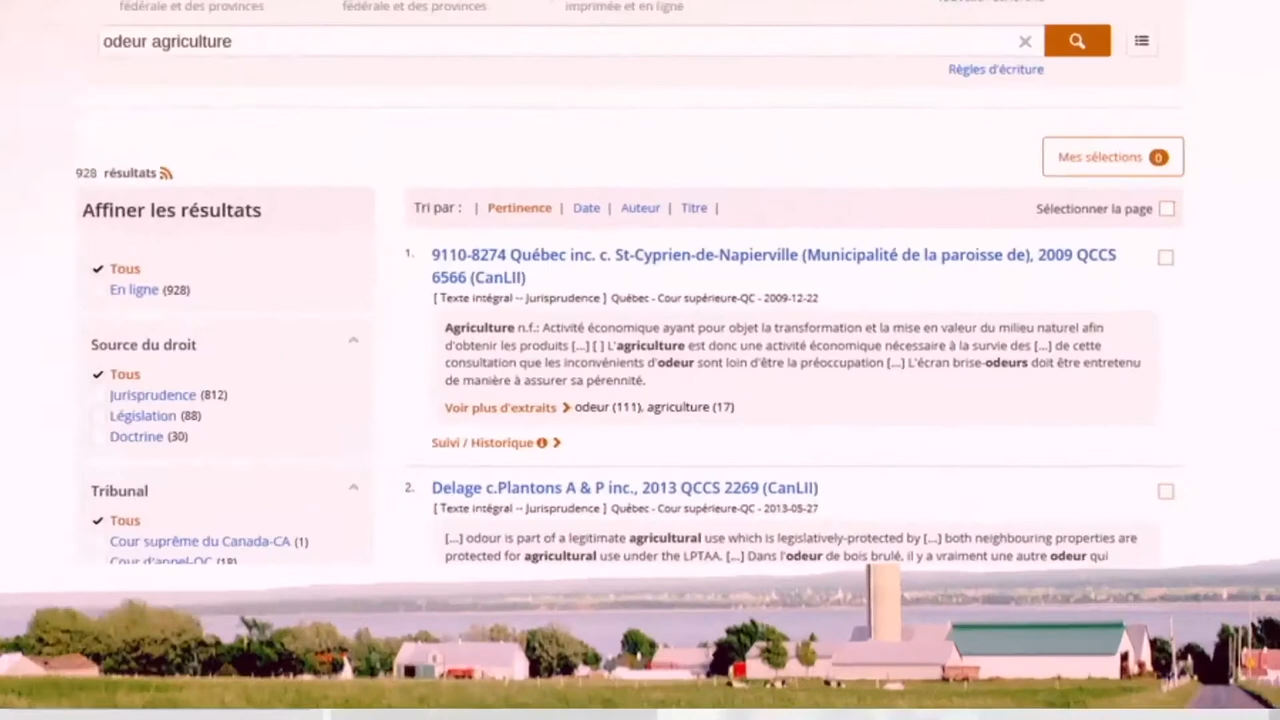 fédérale et des provinces fédérale et des provinces imprimée et en ligne
odeur agriculture
Règles d'écriture
Mes sélections 0
928 résultats
Affiner les résultats
Tous
En ligne (928)
Source du droit
Tous
Jurisprudence (812)
Législation (88)
Doctrine (30)
Tribunal
Tous
Cour suprême du Canada-CA (1)
Cour d'appel-QC (18)
Tri par : | Pertinence | Date | Auteur | Titre |
Sélectionner la page
1. 9110-8274 Québec inc. c. St-Cyprien-de-Napierville (Municipalité de la paroisse de), 2009 QCCS
6566 (CanLII)
[ Texte intégral -- Jurisprudence ] Québec - Cour supérieure-QC - 2009-12-22
Agriculture n.f.: Activité économique ayant pour objet la transformation et la mise en valeur du milieu naturel afin
d'obtenir les produits [...] [ ] L'agriculture est donc une activité économique nécessaire à la survie des [...] de cette
consultation que les inconvénients d'odeur sont loin d'être la préoccupation [...] L'écran brise-odeurs doit être entretenu
de manière à assurer sa pérennité.
Voir plus d'extraits odeur (111), agriculture (17)
Suivi / Historique
2. Delage c.Plantons A & P inc., 2013 QCCS 2269 (CanLII)
[ Texte intégral -- Jurisprudence ] Québec - Cour supérieure-QC - 2013-05-27
[...] odour is part of a legitimate agricultural use which is legislatively-protected by [...] both neighbouring properties are
protected for agricultural use under the LPTAA. [...] Dans l'odeur de bois brulé, il y a vraiment une autre odeur qui